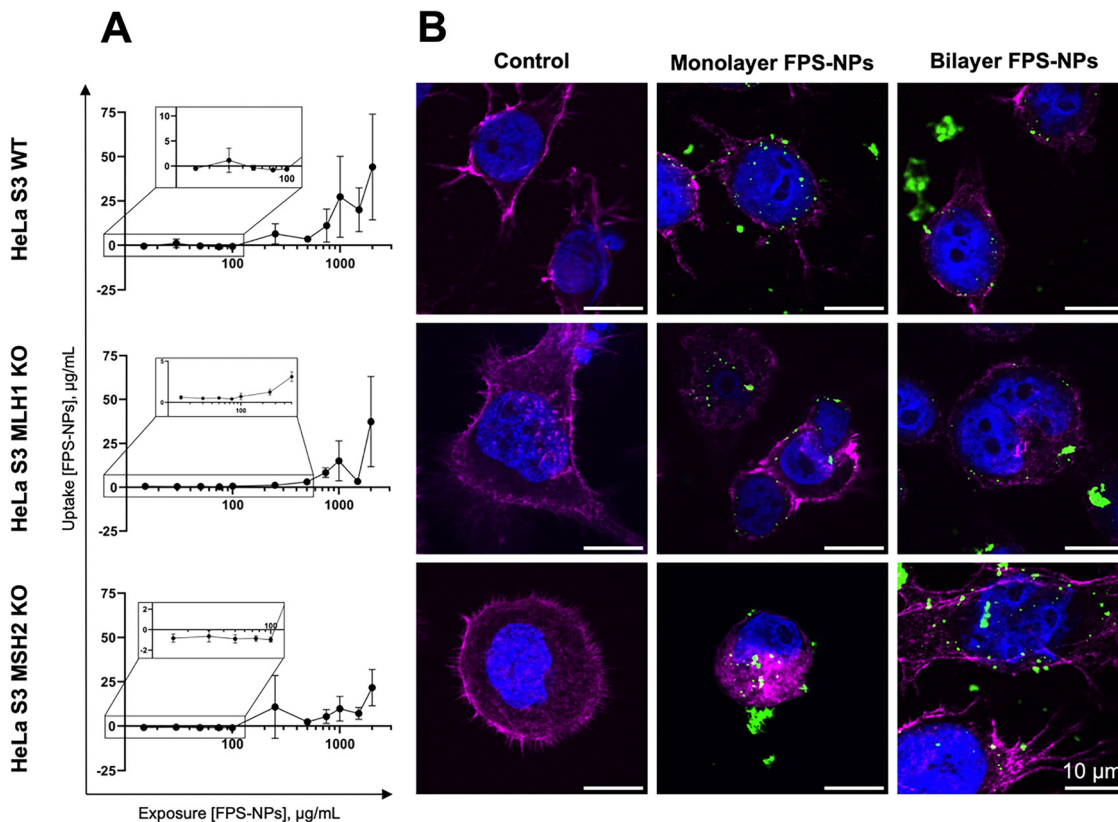 A
B
Control
Monolayer FPS-NPs
Bilayer FPS-NPs
HeLa S3 WT
HeLa S3 MLH1 KO
HeLa S3 MSH2 KO
Uptake [FPS-NPs], µg/mL
75
50
25
0
-25
100
1000
10
5
0
100
75
50
25
0
-25
100
1000
5
0
100
75
50
25
0
-25
100
1000
2
0
-2
100
Exposure [FPS-NPs], µg/mL
10 µm